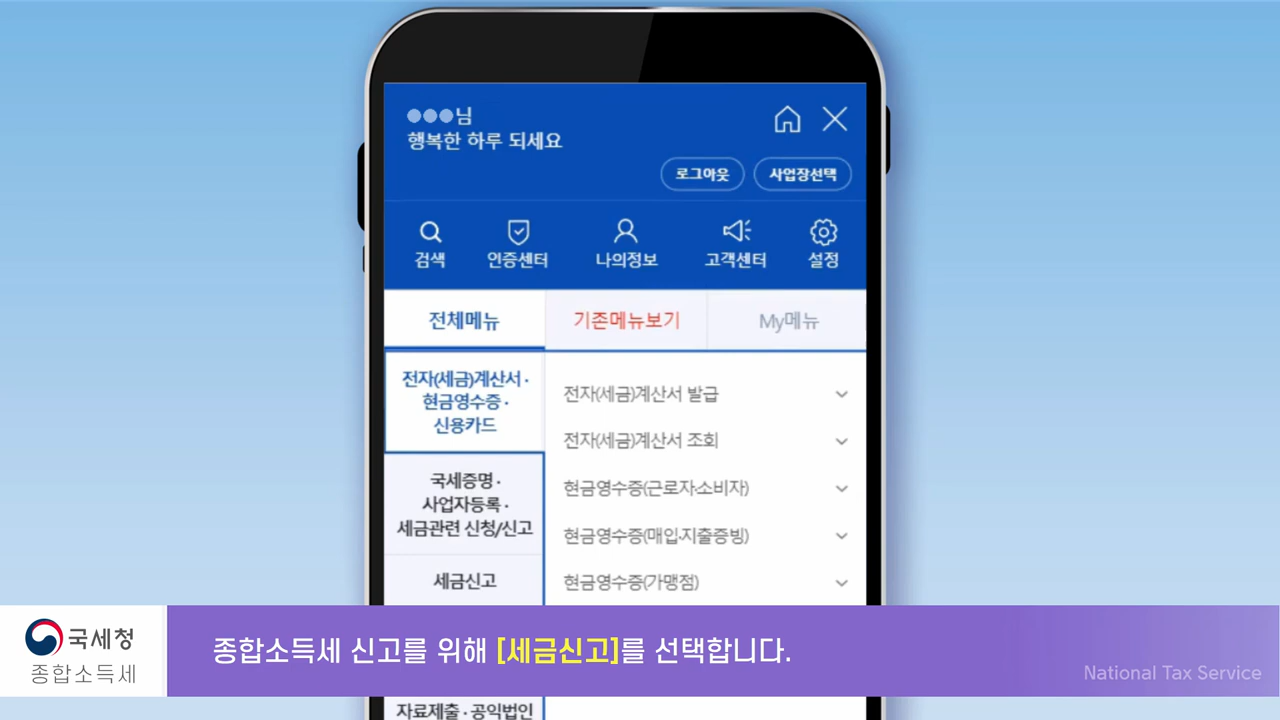 ●●●님
행복한 하루 되세요
로그아웃
사업장선택
검색
인증센터
나의정보
고객센터
설정
전체메뉴
기존메뉴보기
My메뉴
전자(세금)계산서·
현금영수증·
신용카드
전자(세금)계산서 발급
전자(세금)계산서 조회
현금영수증(근로자·소비자)
현금영수증(매입·지출증빙)
현금영수증(가맹점)
국세증명·
사업자등록·
세금관련 신청/신고
세금신고
국세청
종합소득세
종합소득세 신고를 위해 [세금신고]를 선택합니다.
National Tax Service
자료제출·공익법인